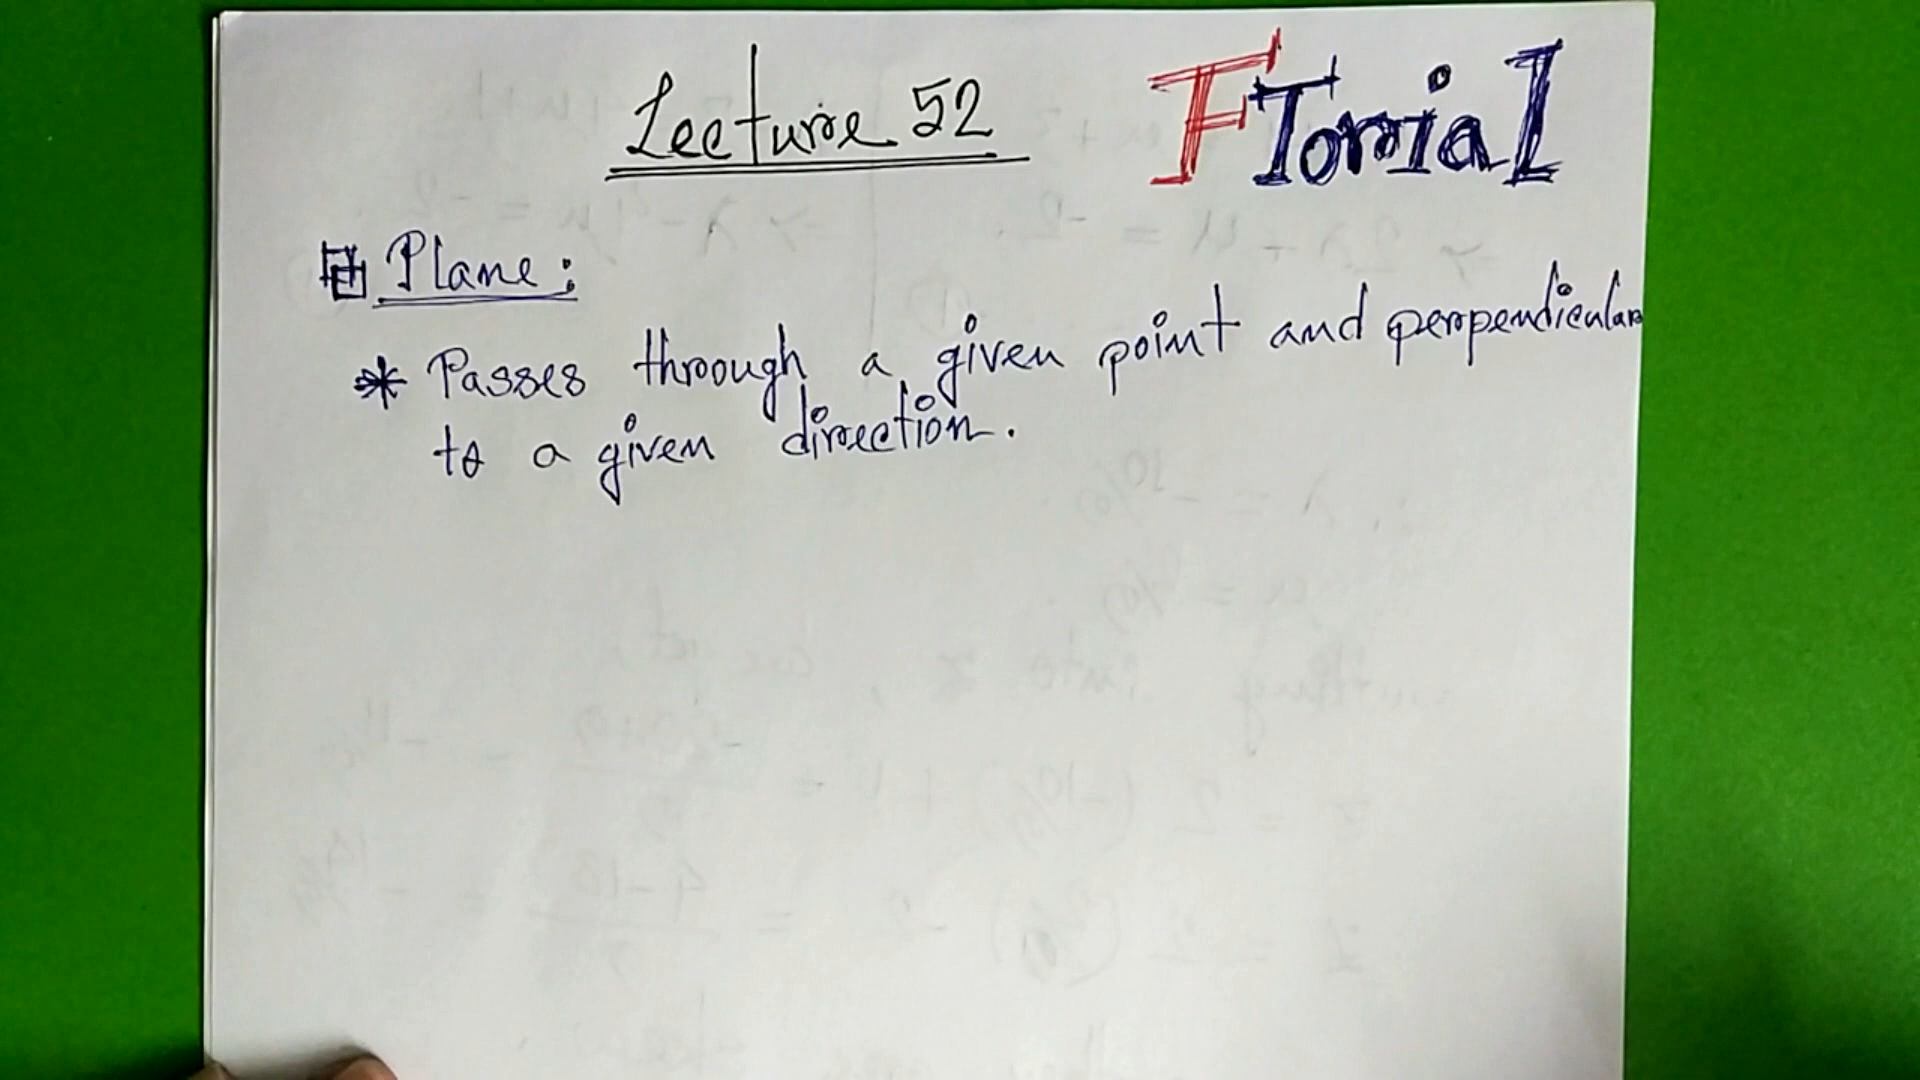 Lecture 52
FTorial
Plane:
* Passes through a given point and perpendicular
to a given direction.